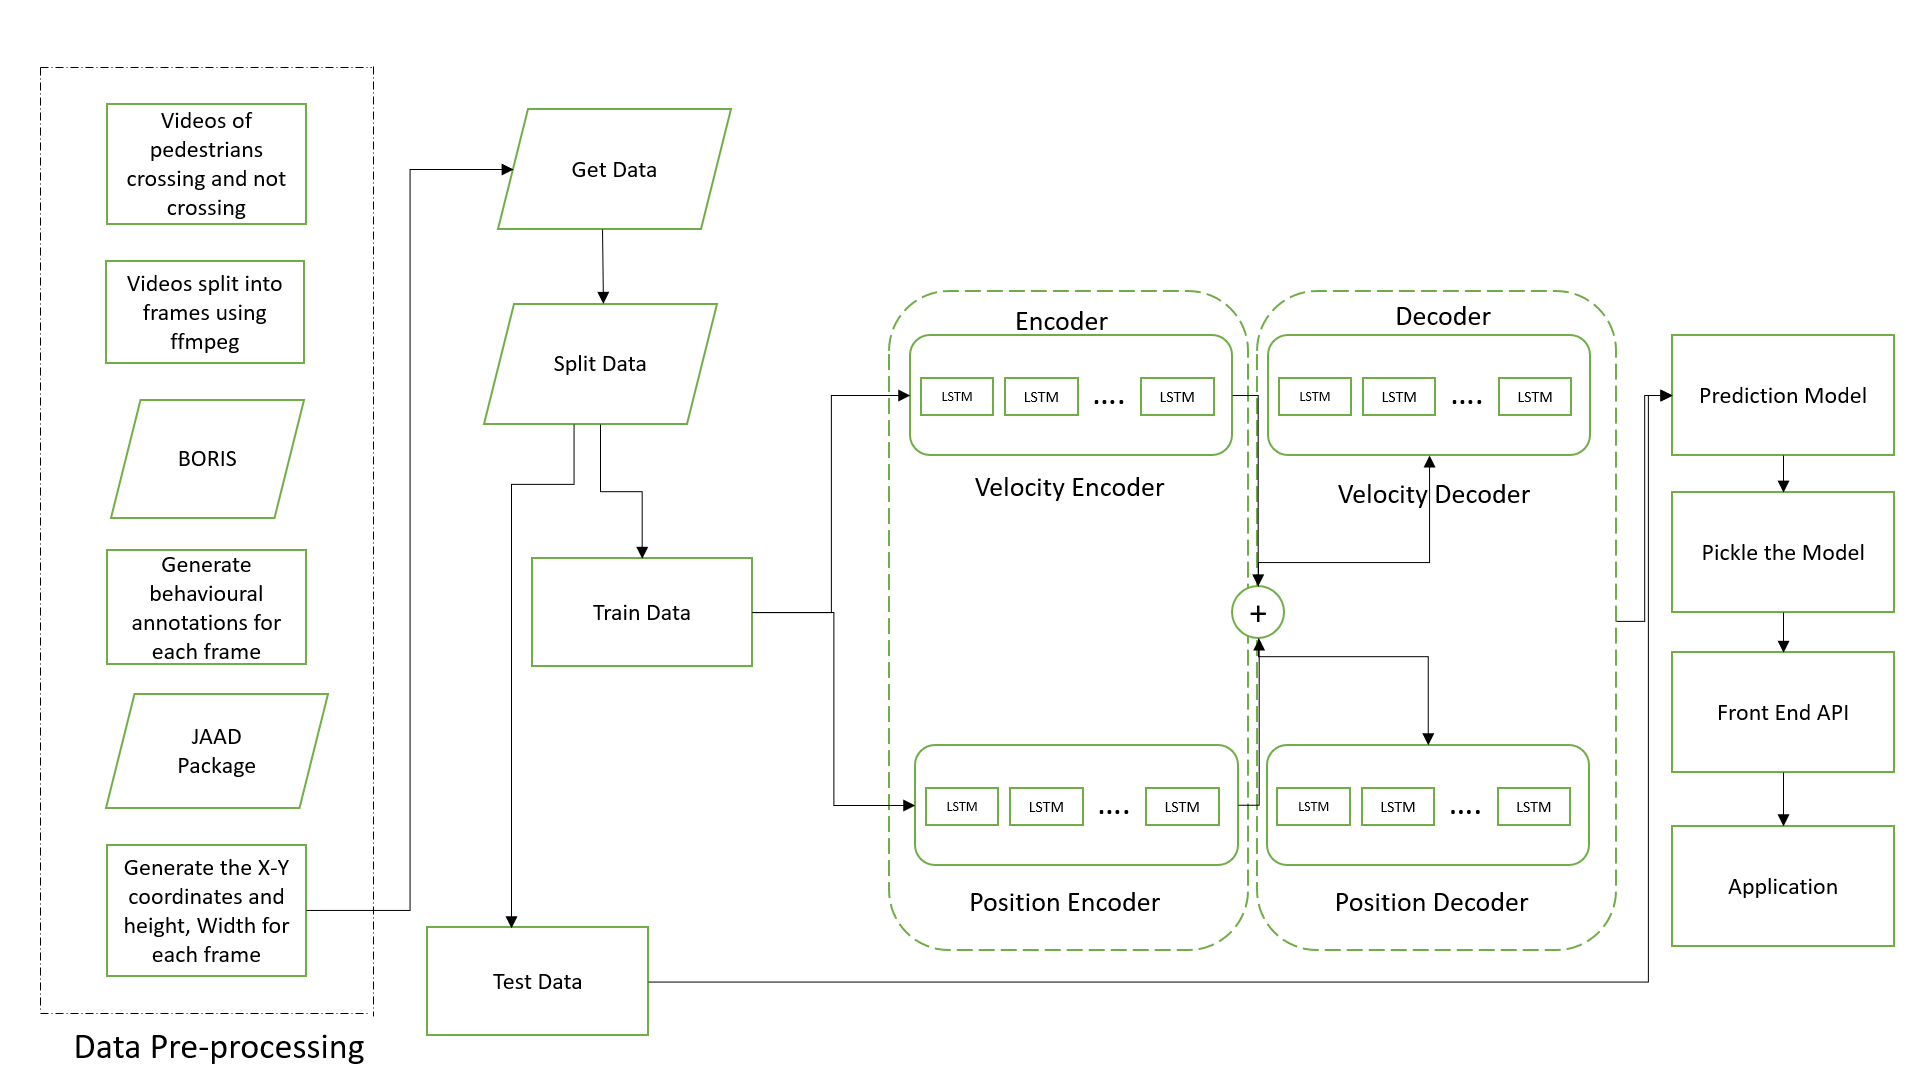 Videos of
pedestrians
crossing and not
crossing
Videos split into
frames using
ffmpeg
BORIS
Generate
behavioural
annotations for
each frame
JAAD
Package
Generate the X-Y
coordinates and
height, Width for
each frame
Data Pre-processing
Get Data
Split Data
Train Data
Test Data
Encoder
LSTM LSTM .... LSTM
Velocity Encoder
Decoder
LSTM LSTM .... LSTM
Velocity Decoder
+
LSTM LSTM .... LSTM
Position Encoder
LSTM LSTM .... LSTM
Position Decoder
Prediction Model
Pickle the Model
Front End API
Application